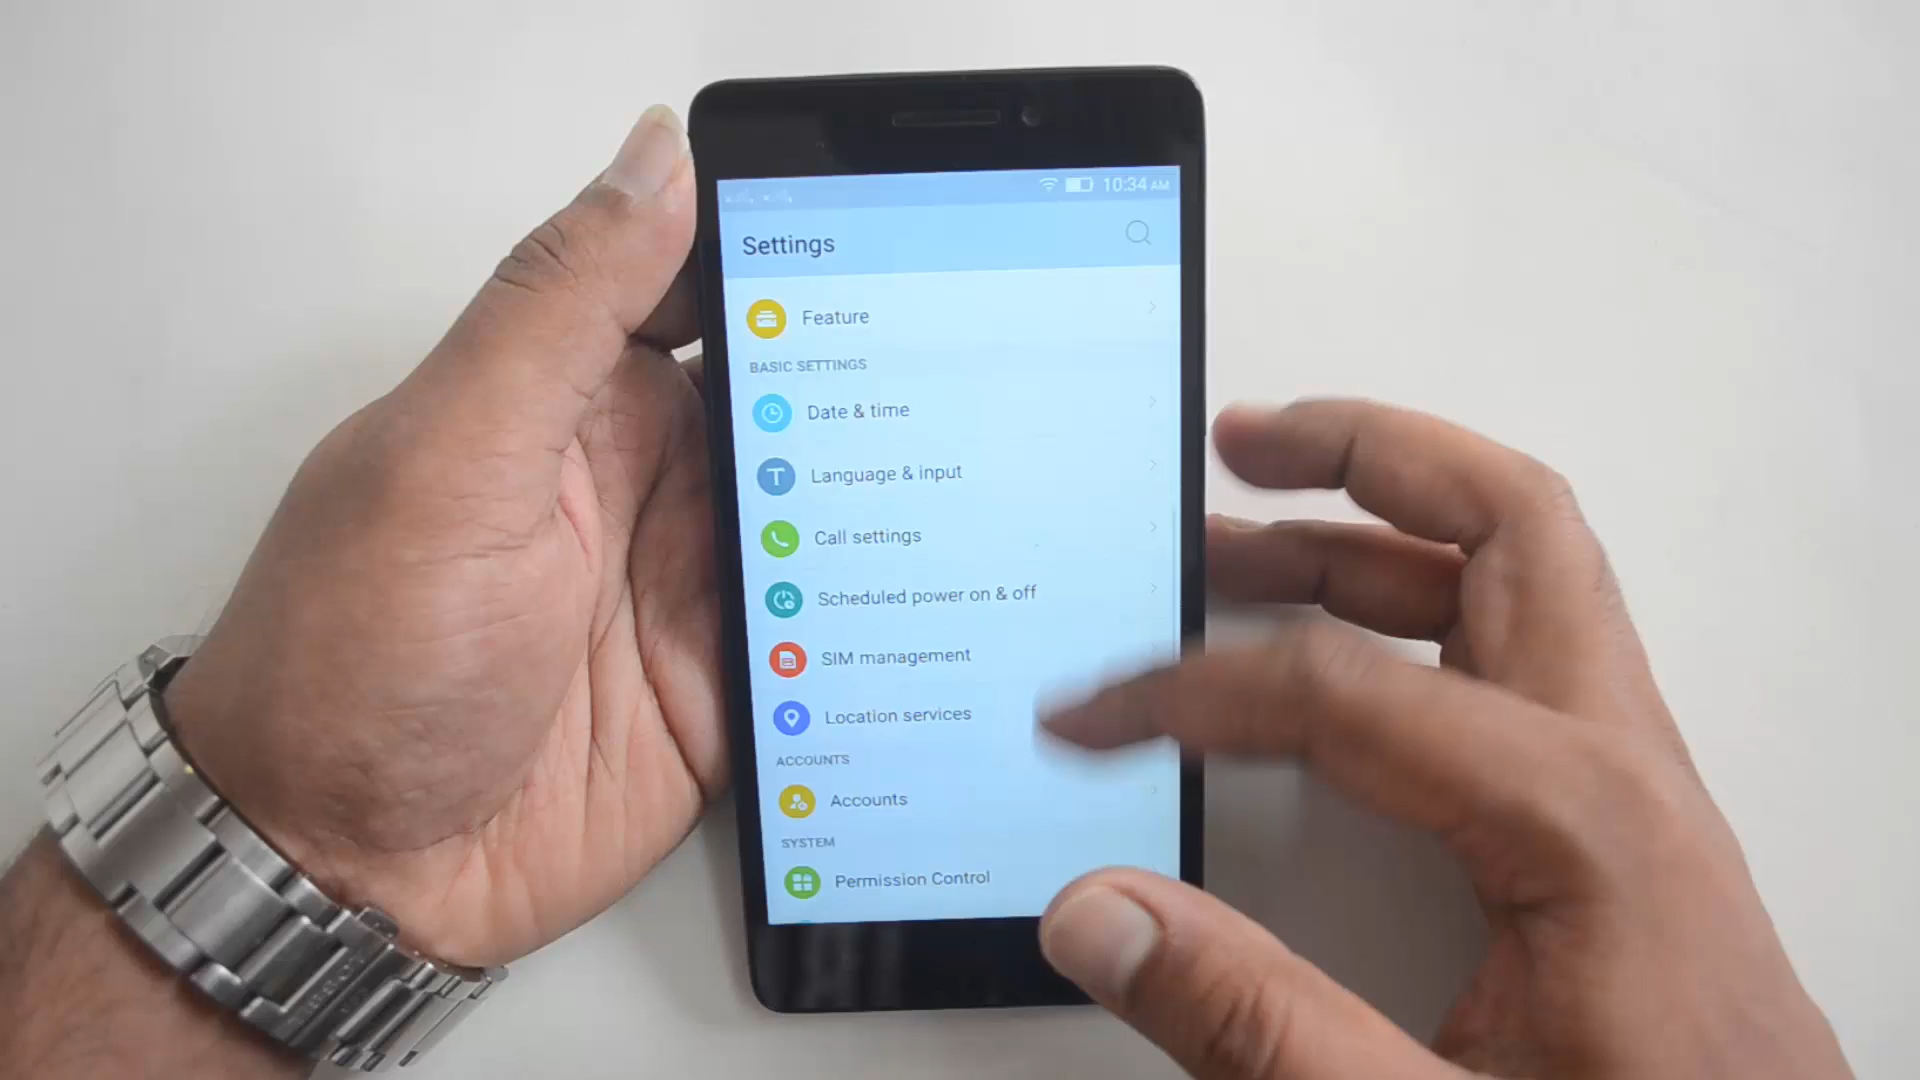 10:34 AM
Settings
Feature
BASIC SETTINGS
Date & time
Language & input
Call settings
Scheduled power on & off
SIM management
Location services
ACCOUNTS
Accounts
SYSTEM
Permission Control